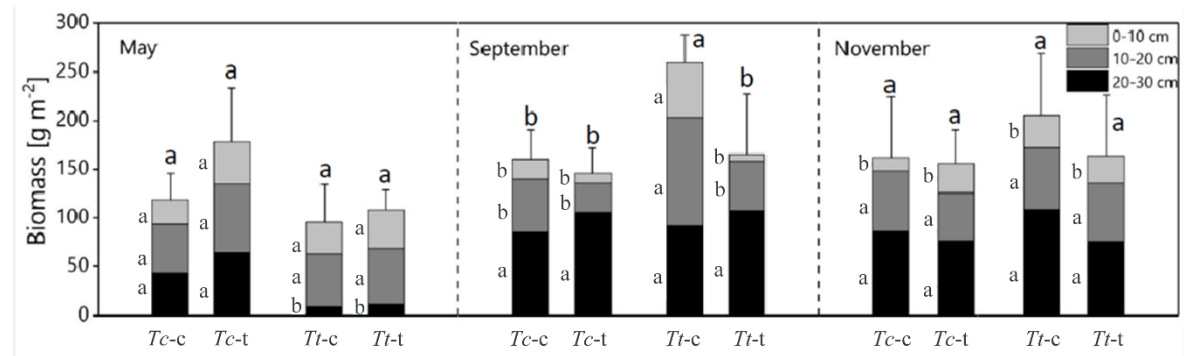 300
250
200
150
100
50
0
Biomass [g m-2]
May
September
November
0-10 cm
10-20 cm
20-30 cm
a
a
a
a
b
b
a
b
a
a
a
a
a
a
a
a
a
a
a
a
b
a
a
b
b
b
a
b
b
a
a
a
a
b
b
a
b
a
a
b
a
a
b
a
a
b
a
a
Tc-c
Tc-t
Tt-c
Tt-t
Tc-c
Tc-t
Tt-c
Tt-t
Tc-c
Tc-t
Tt-c
Tt-t